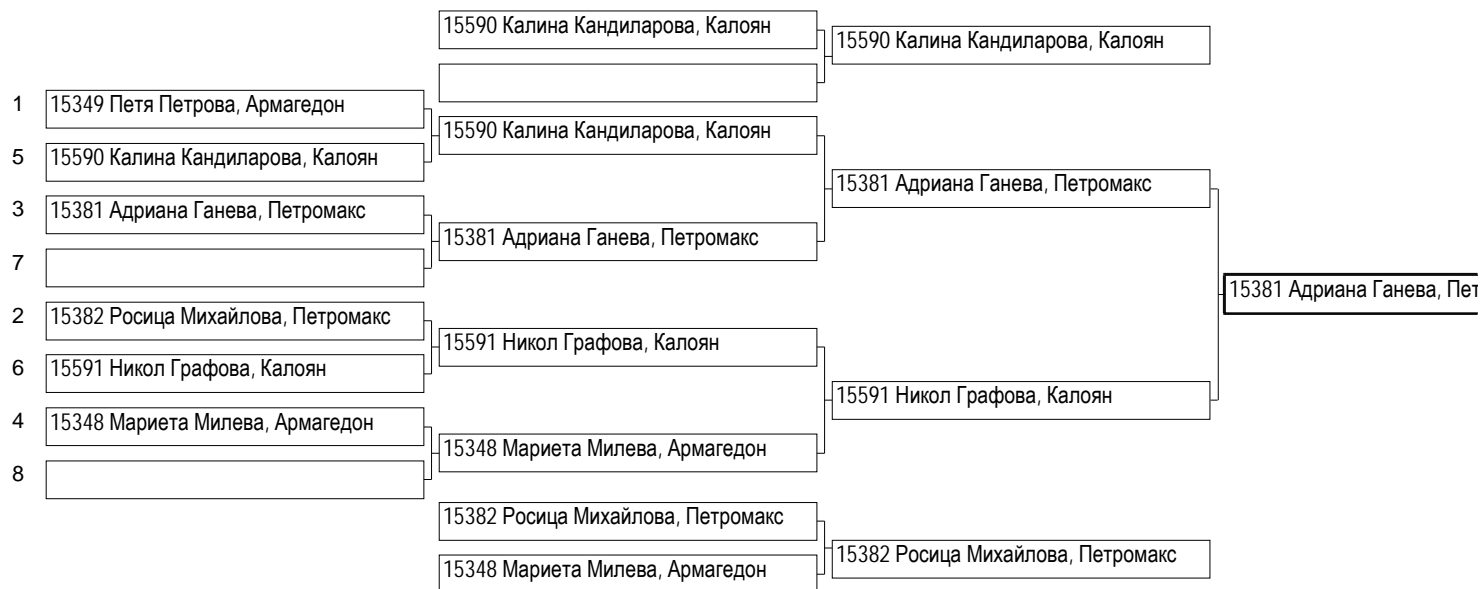 15590 Калина Кандиларова, Калоян
15590 Калина Кандиларова, Калоян
1 15349 Петя Петрова, Армагедон
15590 Калина Кандиларова, Калоян
5 15590 Калина Кандиларова, Калоян
15381 Адриана Ганева, Петромакс
3 15381 Адриана Ганева, Петромакс
15381 Адриана Ганева, Петромакс
7
15381 Адриана Ганева, Пет
2 15382 Росица Михайлова, Петромакс
15591 Никол Графова, Калоян
6 15591 Никол Графова, Калоян
15591 Никол Графова, Калоян
4 15348 Мариета Милева, Армагедон
15348 Мариета Милева, Армагедон
8
15382 Росица Михайлова, Петромакс
15382 Росица Михайлова, Петромакс
15348 Мариета Милева, Армагедон